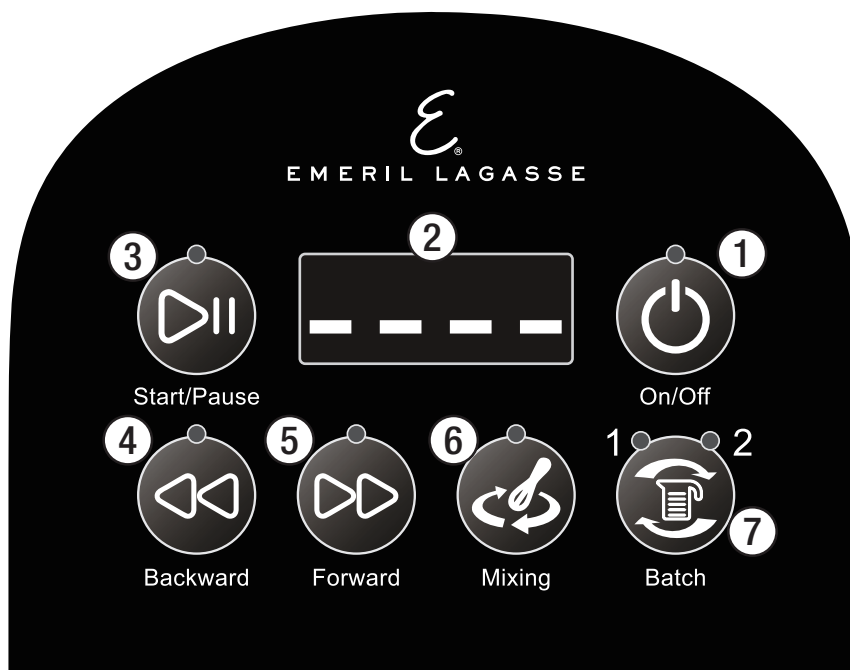 E®
EMERIL LAGASSE
3 2 1
- - - -
Start/Pause On/Off
4 5 6 1 2
7
Backward Forward Mixing Batch